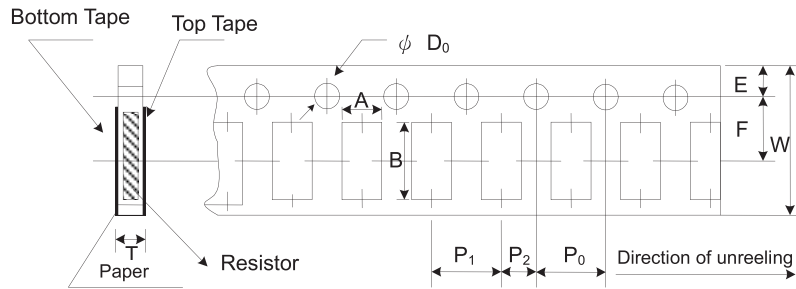 Bottom Tape
Top Tape
ψ D₀
A
B
E
F
W
T
Paper
Resistor
P₁
P₂
P₀
Direction of unreeling